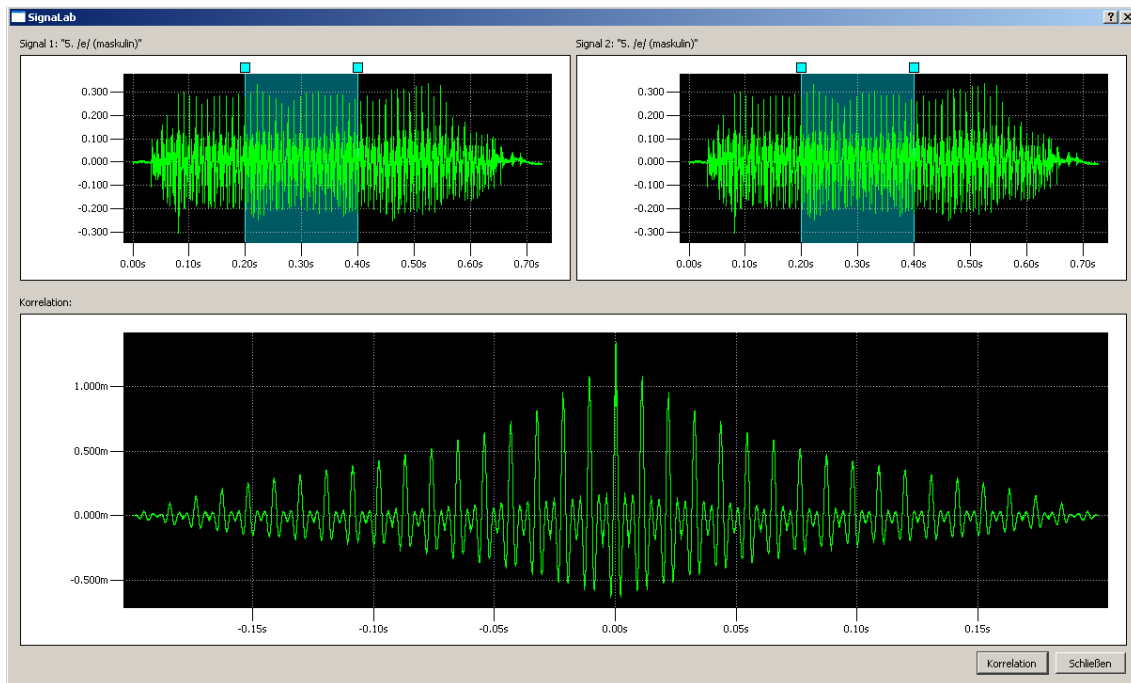 SignaLab
Signal 1: "5. /e/ (maskulin)"
Signal 2: "5. /e/ (maskulin)"
0.300
0.200
0.100
0.000
-0.100
-0.200
-0.300
0.00s 0.10s 0.20s 0.30s 0.40s 0.50s 0.60s 0.70s
0.300
0.200
0.100
0.000
-0.100
-0.200
-0.300
0.00s 0.10s 0.20s 0.30s 0.40s 0.50s 0.60s 0.70s
Korrelation:
1.000m
0.500m
0.000m
-0.500m
-0.15s -0.10s -0.05s 0.00s 0.05s 0.10s 0.15s
Korrelation Schließen